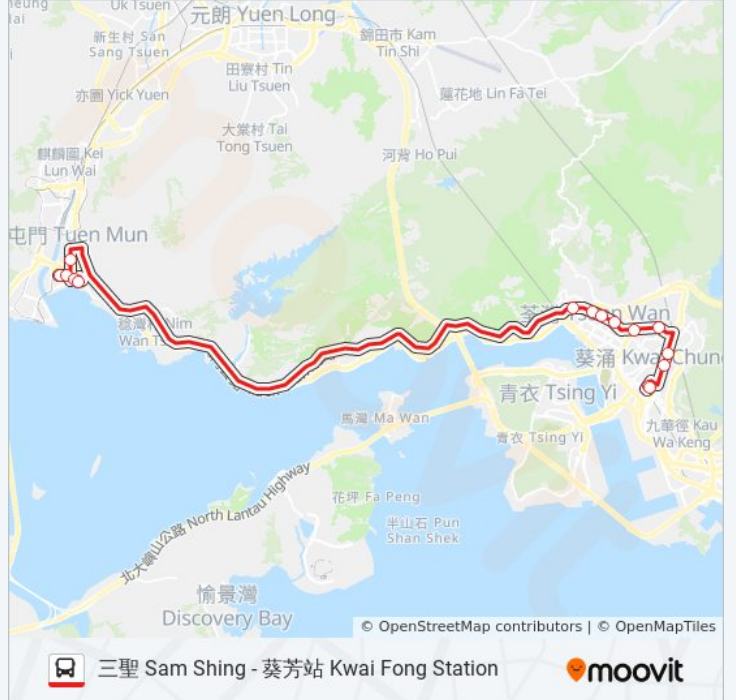 Uk Tsuen
元朗 Yuen Long
新生村 San
Sang Tsuen
錦田市 Kam
Tin Shi
田寮村 Tin
Liu Tsuen
蓮花地 Lin Fa Tei
亦園 Yick Yuen
大棠村 Tai
Tong Tsuen
麒麟圍 Kei
Lun Wai
河背 Ho Pui
屯門 Tuen Mun
荃灣 Tsuen Wan
Nim
Wan
葵涌 Kwai Chung
青衣 Tsing Yi
馬灣 Ma Wan
九華徑 Kau
Wa Keng
青衣 Tsing Yi
北大嶼山公路 North Lantau Highway
花坪 Fa Peng
半山石 Pun
Shan Shek
愉景灣
Discovery Bay
© OpenStreetMap contributors | © OpenMapTiles
三聖 Sam Shing - 葵芳站 Kwai Fong Station
moovit